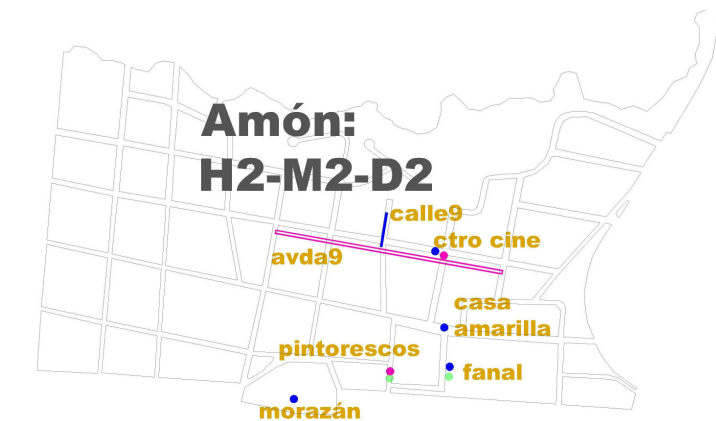 Amón:
H2-M2-D2
calle9
ctro cine
avda9
casa
amarilla
pintorescos
fanal
morazán